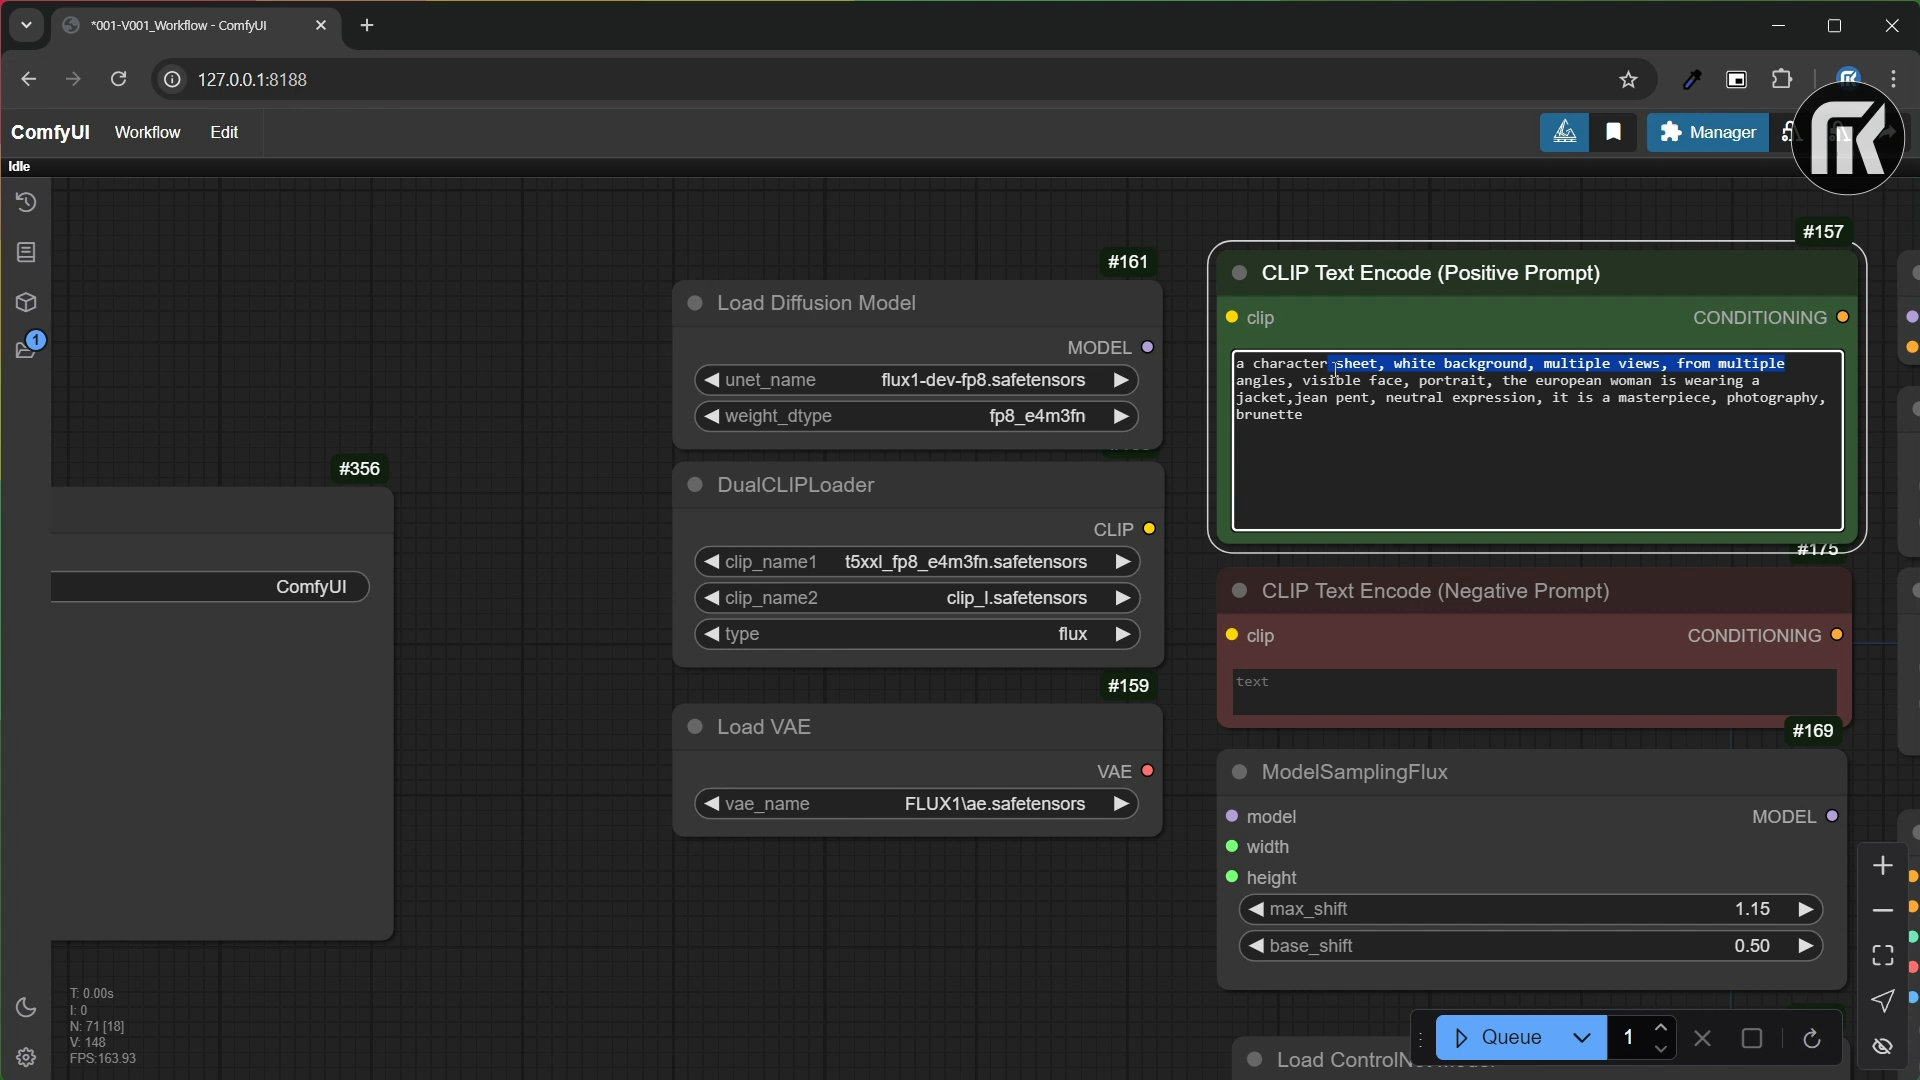 *001-V001_Workflow - ComfyUI
127.0.0.1:8188
ComfyUI
Workflow
Edit
Manager
Idle
1
#356
ComfyUI
#161
Load Diffusion Model
MODEL
unet_name flux1-dev-fp8.safetensors
weight_dtype fp8_e4m3fn
DualCLIPLoader
CLIP
clip_name1 t5xxl_fp8_e4m3fn.safetensors
clip_name2 clip_l.safetensors
type flux
#159
Load VAE
VAE
vae_name FLUX1\ae.safetensors
#157
CLIP Text Encode (Positive Prompt)
clip CONDITIONING
a character sheet, white background, multiple views, from multiple
angles, visible face, portrait, the european woman is wearing a
jacket,jean pent, neutral expression, it is a masterpiece, photography,
brunette
#175
CLIP Text Encode (Negative Prompt)
clip CONDITIONING
text
#169
ModelSamplingFlux
model MODEL
width
height
max_shift 1.15
base_shift 0.50
Load ControlN
Queue
1
T: 0.00s
I: 0
N: 71 [18]
V: 148
FPS:163.93